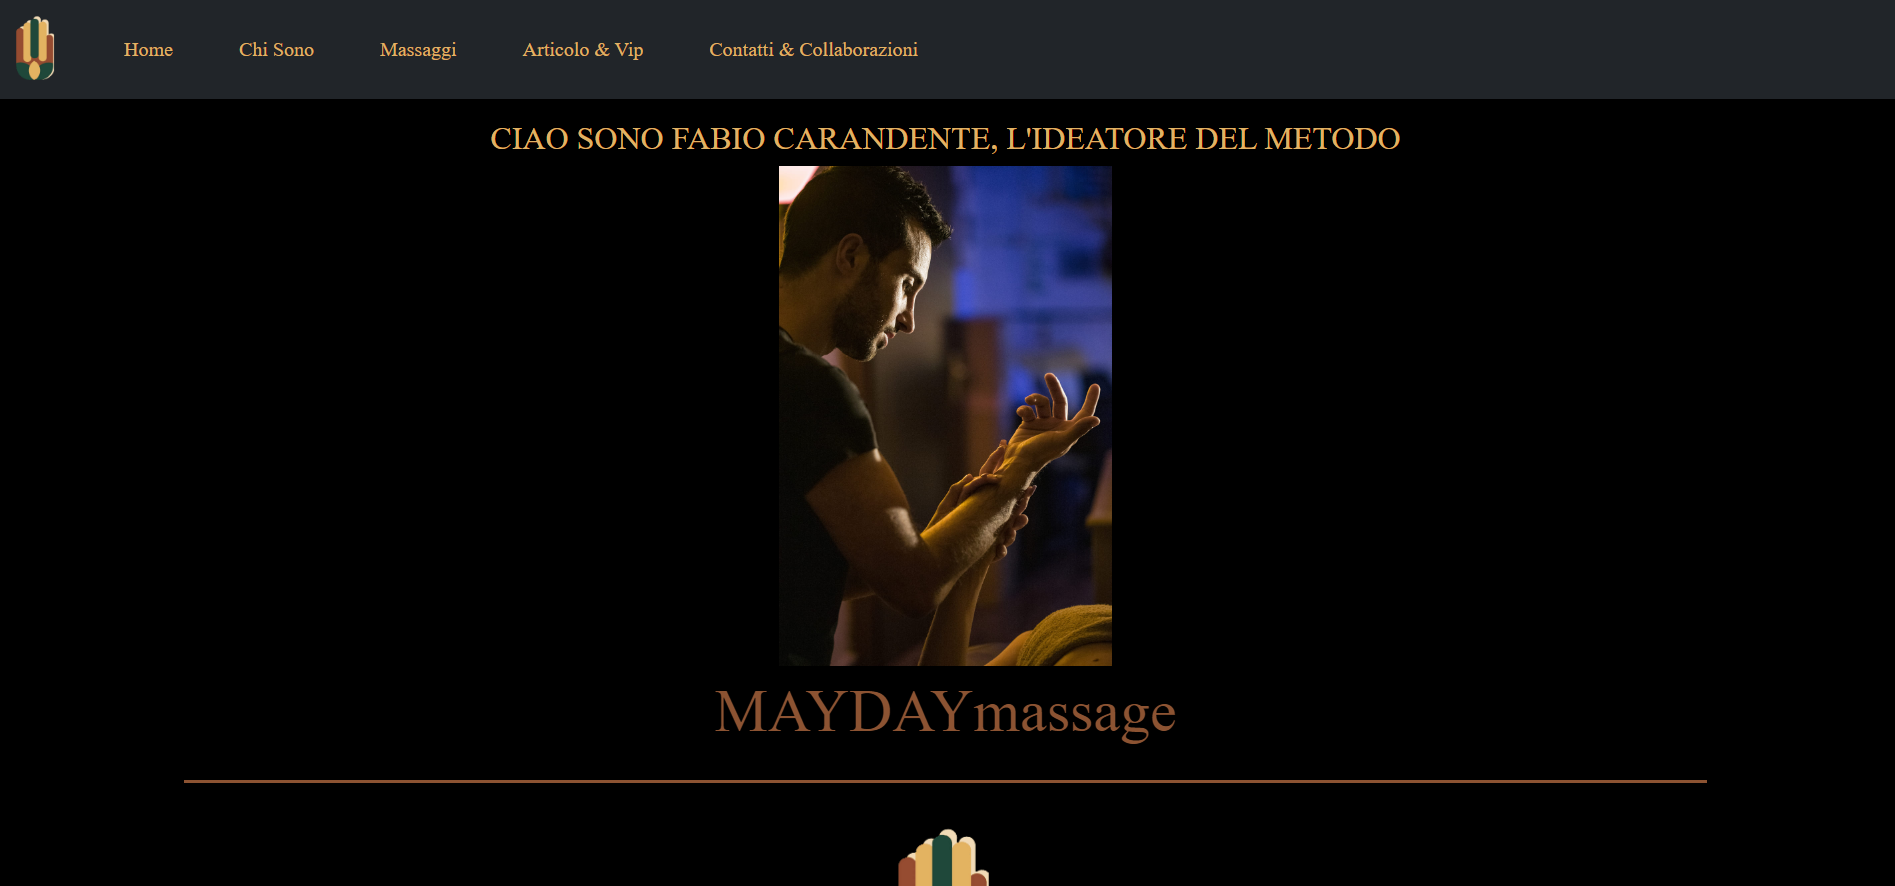 Home Chi Sono Massaggi Articolo & Vip Contatti & Collaborazioni
CIAO SONO FABIO CARANDENTE, L'IDEATORE DEL METODO
MAYDAYmassage